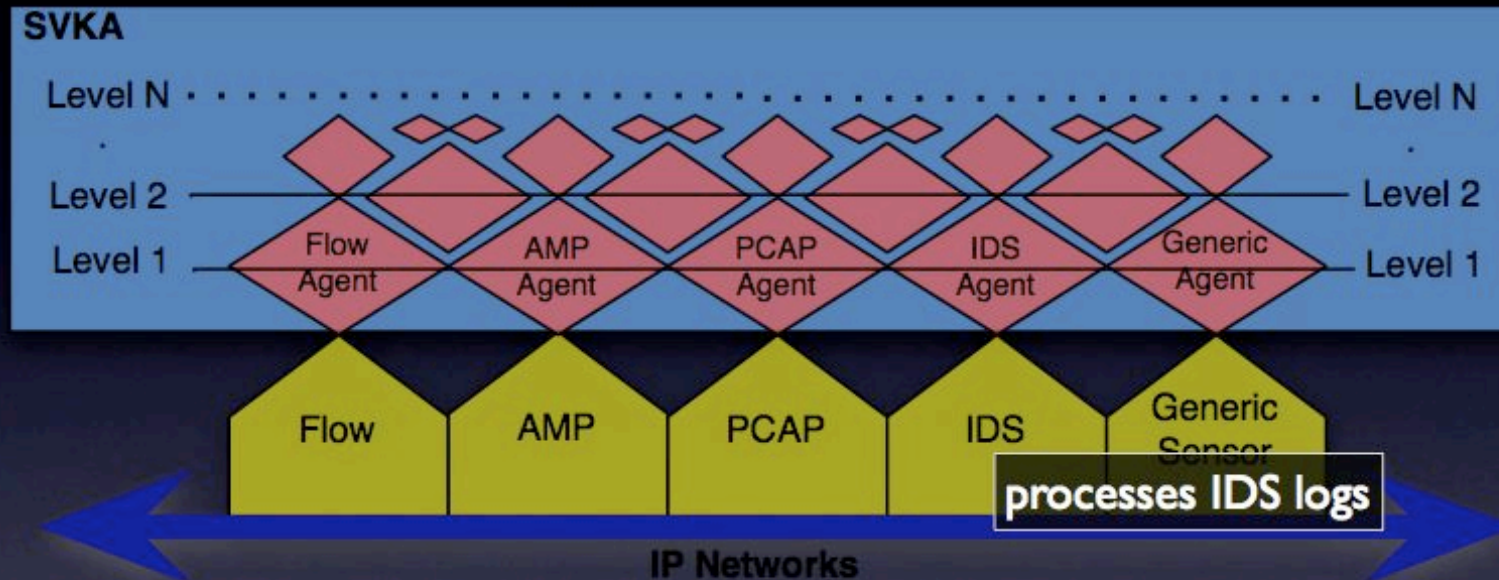 SVKA
Level N
Level N
Level 2
Level 2
Level 1
Level 1
Flow
Agent
AMP
Agent
PCAP
Agent
IDS
Agent
Generic
Agent
Flow
AMP
PCAP
IDS
Generic
Sensor
processes IDS logs
IP Networks